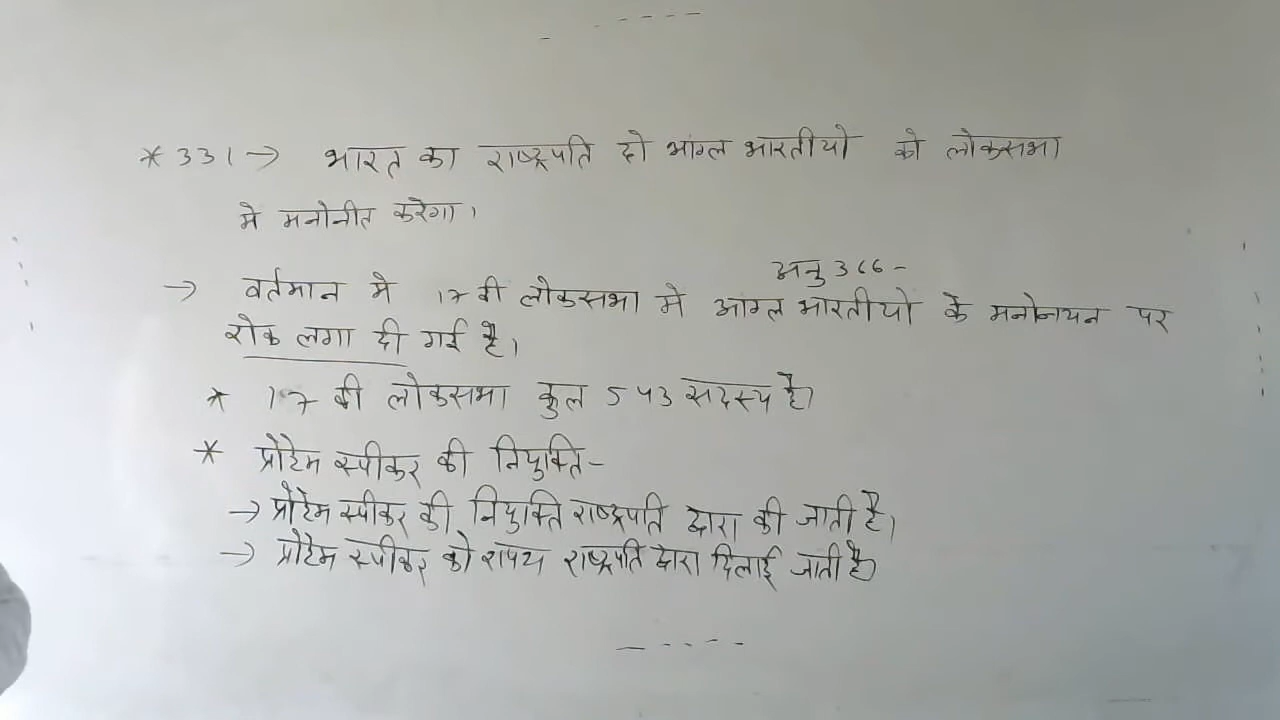 * 331 → भारत का राष्ट्रपति दो आंग्ल भारतीयो को लोकसभा
मे मनोनीत करेगा।
अनु 366 -
→ वर्तमान मे 17 वी लोकसभा मे आंग्ल भारतीयो के मनोनयन पर
रोक लगा दी गई है।
* 17 वी लोकसभा कुल 543 सदस्य है।
* प्रोटेम स्पीकर की नियुक्ति -
→ प्रोटेम स्पीकर की नियुक्ति राष्ट्रपति द्वारा की जाती है।
→ प्रोटेम स्पीकर को शपथ राष्ट्रपति द्वारा दिलाई जाती है।